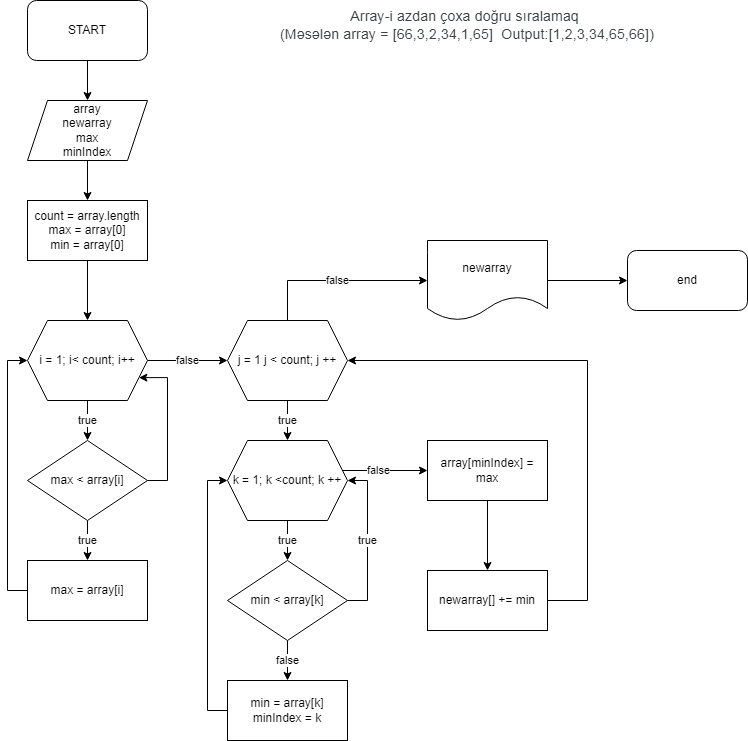 Array-i azdan çoxa doğru sıralamaq
(Məsələn array = [66,3,2,34,1,65]  Output:[1,2,3,34,65,66])
START
array
newarray
max
minIndex
count = array.length
max = array[0]
min = array[0]
newarray
end
false
i = 1; i< count; i++
false
j = 1 j < count; j ++
true
true
max < array[i]
k = 1; k <count; k ++
false
array[minIndex] =
max
true
true
true
max = array[i]
min < array[k]
newarray[] += min
false
min = array[k]
minIndex = k